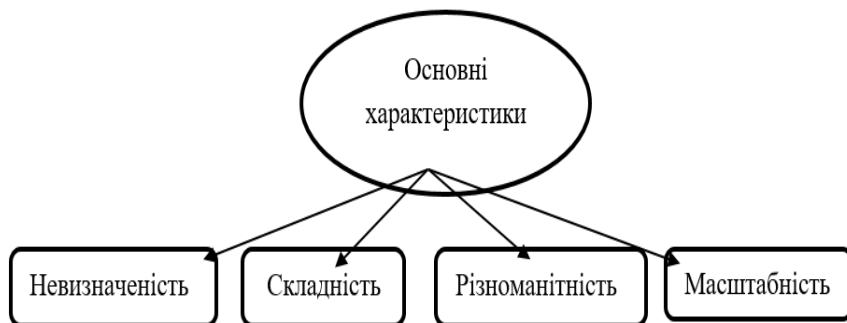 Основні
характеристики
Невизначеність
Складність
Різноманітність
Масштабність